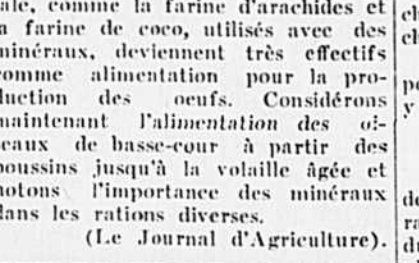 ale, comme la farine d'arachides et
a farine de coco, utilisés avec des
minéraux, deviennent très effectifs
comme alimentation pour la pro-
duction des oeufs. Considérons
maintenant l'alimentation des oi-
eaux de basse-cour à partir des
poussins jusqu'à la volaille âgée et
notons l'importance des minéraux
dans les rations diverses.
(Le Journal d'Agriculture).